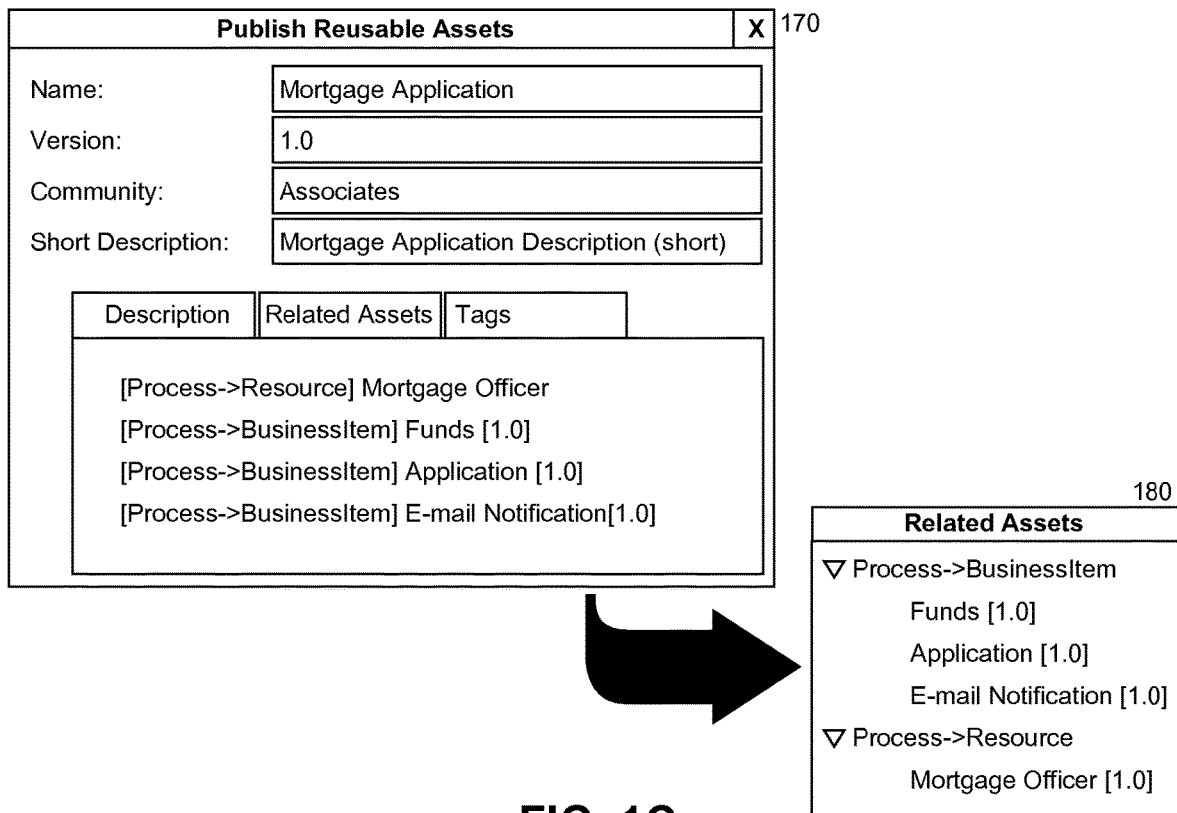 Publish Reusable Assets X 170
Name: Mortgage Application
Version: 1.0
Community: Associates
Short Description: Mortgage Application Description (short)
Description Related Assets Tags
[Process->Resource] Mortgage Officer
[Process->BusinessItem] Funds [1.0]
[Process->BusinessItem] Application [1.0]
[Process->BusinessItem] E-mail Notification[1.0]
180
Related Assets
Process->BusinessItem
Funds [1.0]
Application [1.0]
E-mail Notification [1.0]
Process->Resource
Mortgage Officer [1.0]